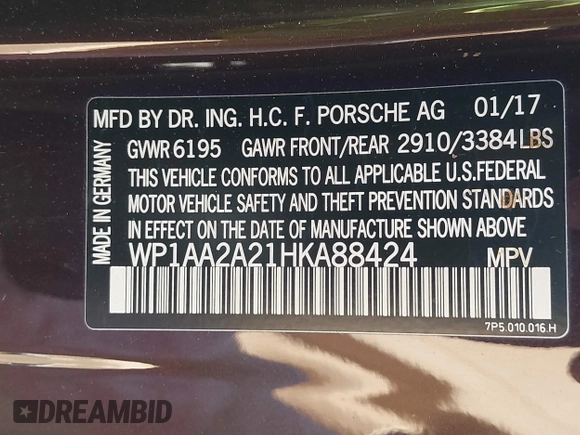 MFD BY DR. ING. H.C. F. PORSCHE AG 01/17
GVWR 6195 GAWR FRONT/REAR 2910/3384LBS
THIS VEHICLE CONFORMS TO ALL APPLICABLE U.S.FEDERAL
MOTOR VEHICLE SAFETY AND THEFT PREVENTION STANDARDS
IN EFFECT ON THE DATE OF MANUFACTURE SHOWN ABOVE
WP1AA2A21HKA88424 MPV
7P5.010.016.H
MADE IN GERMANY
DREAMBID